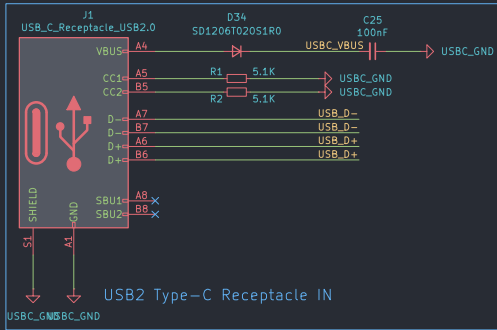 J1
USB_C_Receptacle_USB2.0
D34
SD1206T020S1R0
C25
100nF
VBUS A4 USBC_VBUS USBC_GND
CC1 A5 R1 5.1K USBC_GND
CC2 B5 R2 5.1K USBC_GND
D- A7 USB_D-
D- B7 USB_D-
D+ A6 USB_D+
D+ B6 USB_D+
SBU1 A8
SBU2 B8
SHIELD
GND
S1
A1
USBC_GND
USBC_GND
USB2 Type-C Receptacle IN